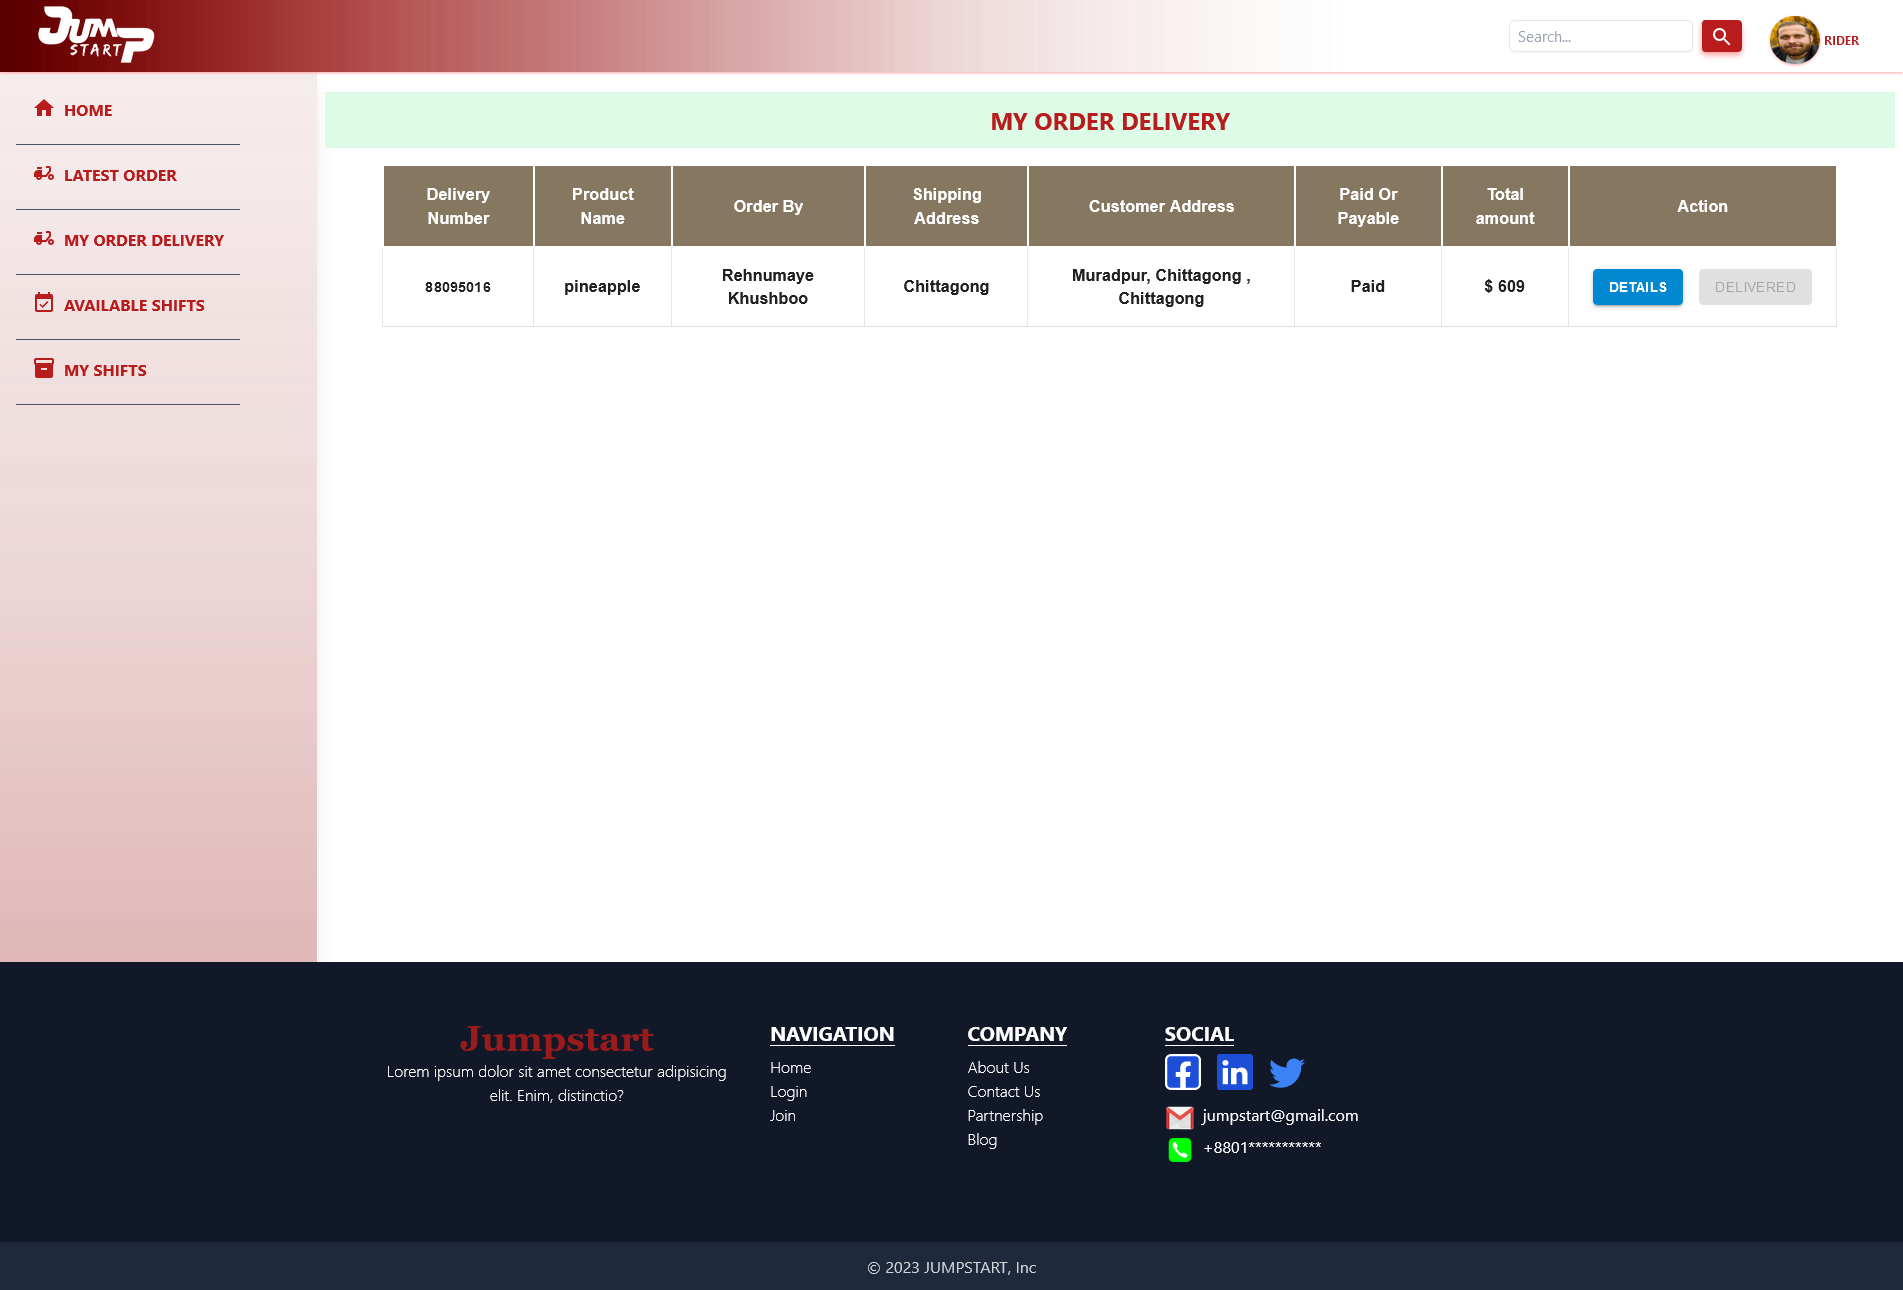 JUMP
START
Search...
RIDER
HOME
LATEST ORDER
MY ORDER DELIVERY
AVAILABLE SHIFTS
MY SHIFTS
MY ORDER DELIVERY
Delivery Number
Product Name
Order By
Shipping Address
Customer Address
Paid Or Payable
Total amount
Action
88095016
pineapple
Rehnumaye Khushboo
Chittagong
Muradpur, Chittagong , Chittagong
Paid
$ 609
DETAILS
DELIVERED
Jumpstart
Lorem ipsum dolor sit amet consectetur adipisicing
elit. Enim, distinctio?
NAVIGATION
Home
Login
Join
COMPANY
About Us
Contact Us
Partnership
Blog
SOCIAL
jumpstart@gmail.com
+8801***********
© 2023 JUMPSTART, Inc